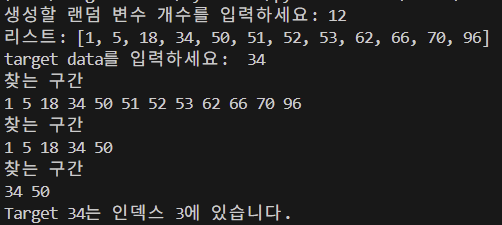 생성할 랜덤 변수 개수를 입력하세요: 12
리스트: [1, 5, 18, 34, 50, 51, 52, 53, 62, 66, 70, 96]
target data를 입력하세요:  34
찾는 구간
1 5 18 34 50 51 52 53 62 66 70 96
찾는 구간
1 5 18 34 50
찾는 구간
34 50
Target 34는 인덱스 3에 있습니다.